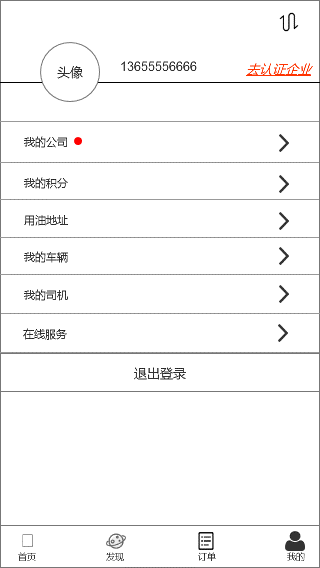 头像
13655556666
去认证企业
我的公司
我的积分
用油地址
我的车辆
我的司机
在线服务
退出登录
首页
发现
订单
我的